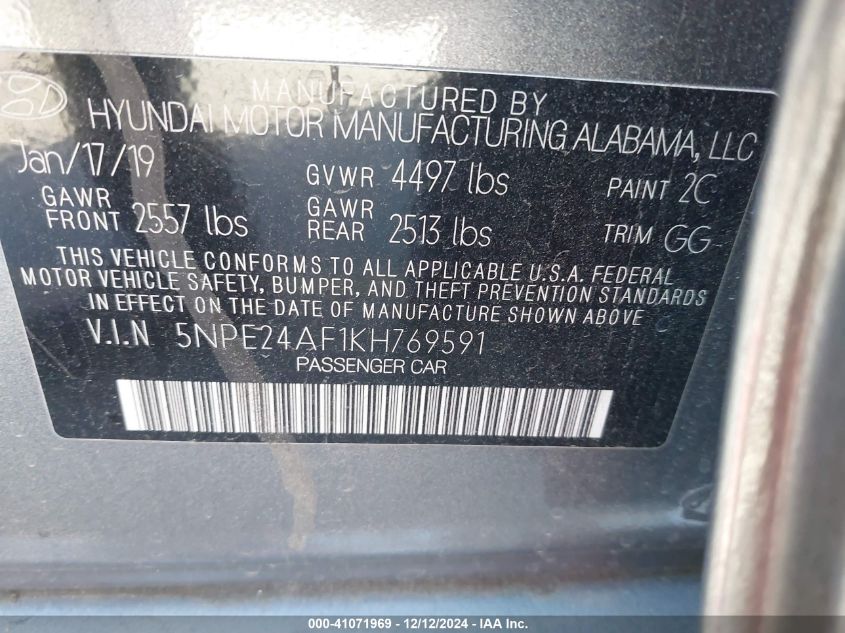 MANUFACTURED BY
HYUNDAI MOTOR MANUFACTURING ALABAMA, LLC
Jan/17/19 GVWR 4497 lbs PAINT 2C
GAWR FRONT 2557 lbs GAWR REAR 2513 lbs TRIM GG
THIS VEHICLE CONFORMS TO ALL APPLICABLE U.S.A. FEDERAL
MOTOR VEHICLE SAFETY, BUMPER, AND THEFT PREVENTION STANDARDS
IN EFFECT ON THE DATE OF MANUFACTURE SHOWN ABOVE
V.I.N 5NPE24AF1KH769591
PASSENGER CAR
000-41071969 - 12/12/2024 - IAA Inc.